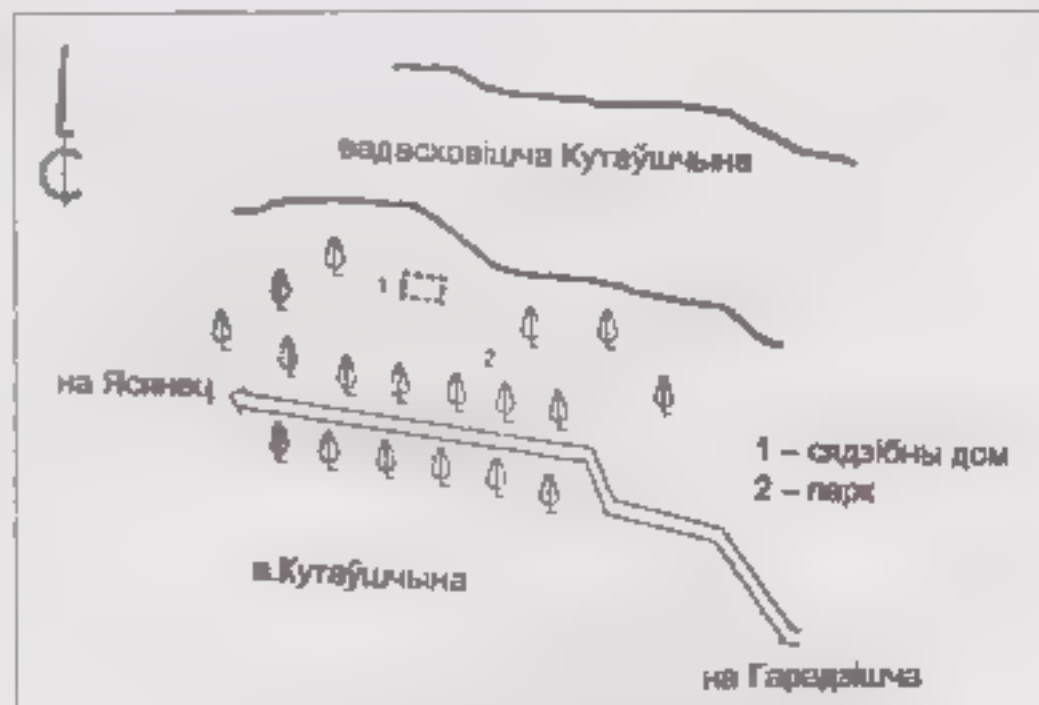 С
вадасховішча Кутаўшчына
1
2
на Ясянец
1 – сядзібны дом
2 – парк
в.Кутаўшчына
на Гарадзішча